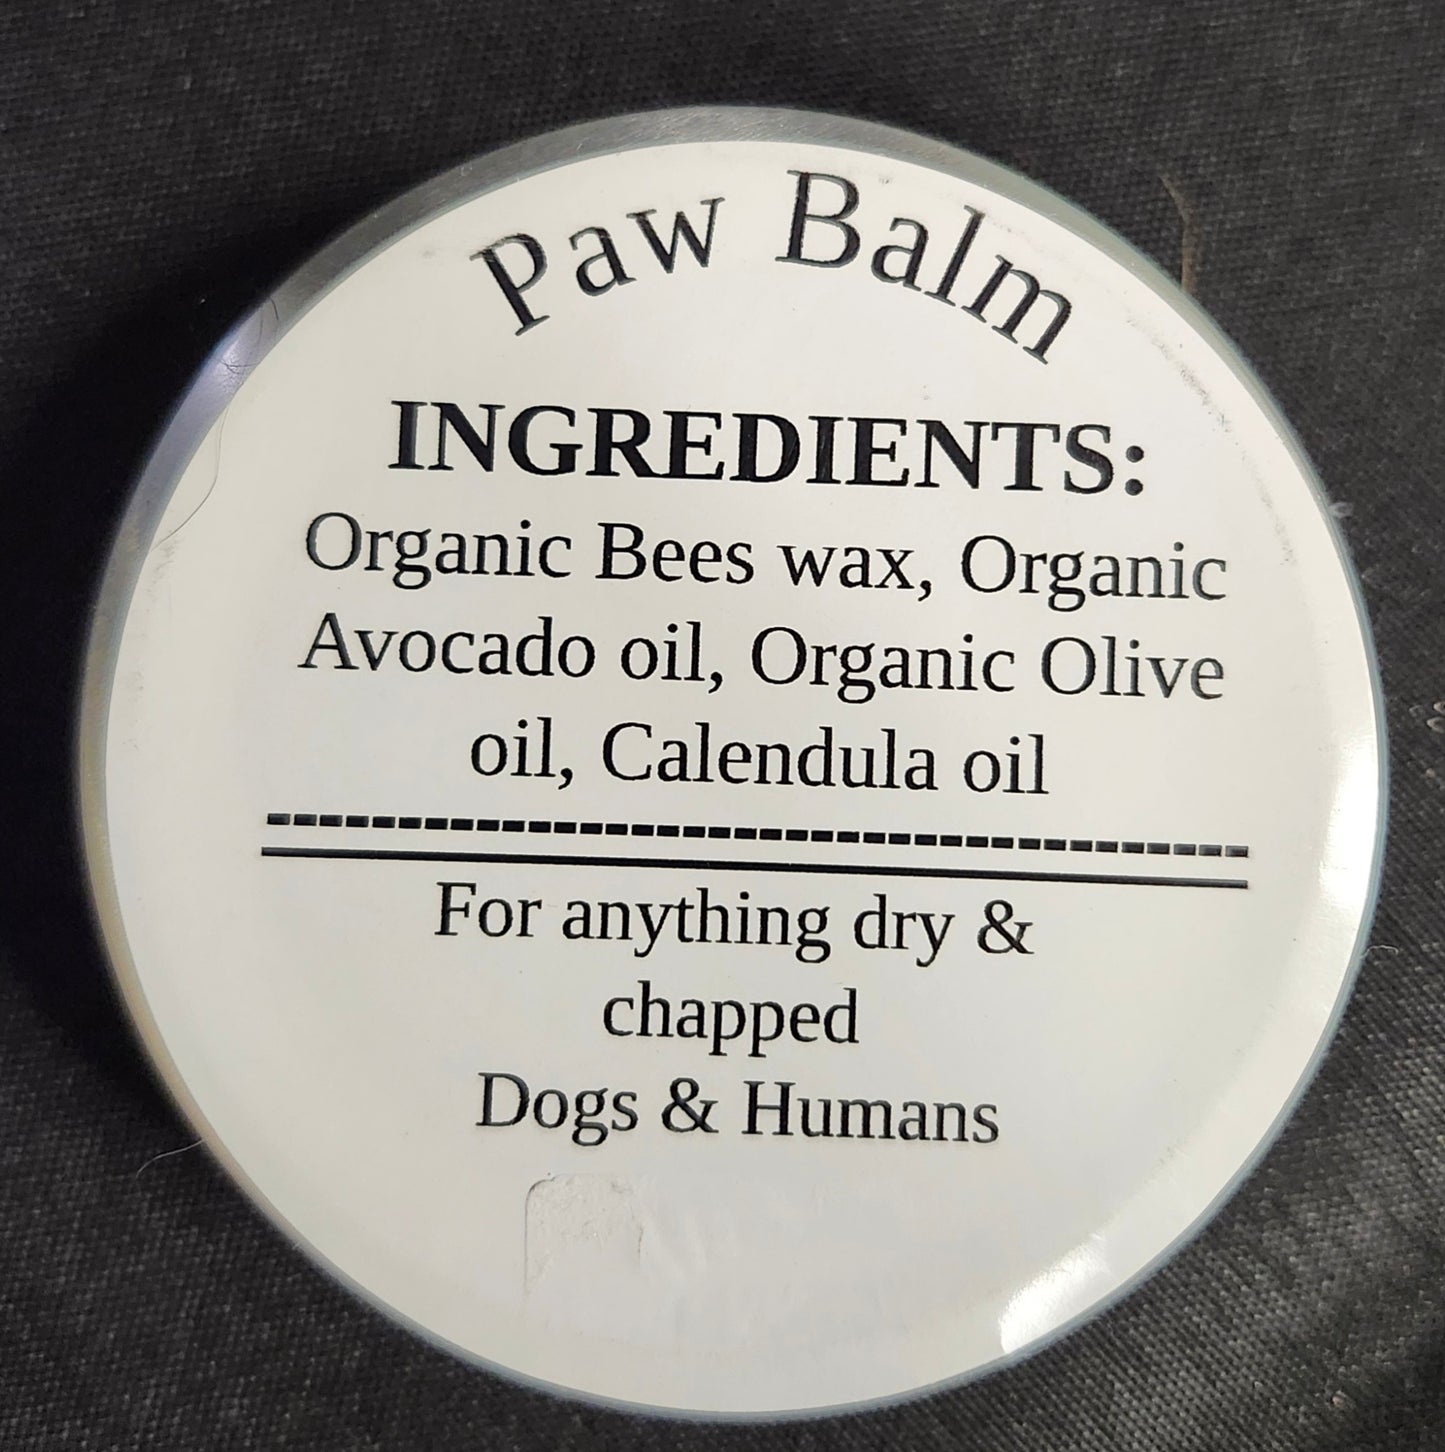 Paw Balm
INGREDIENTS:
Organic Bees wax, Organic
Avocado oil, Organic Olive
oil, Calendula oil
For anything dry &
chapped
Dogs & Humans